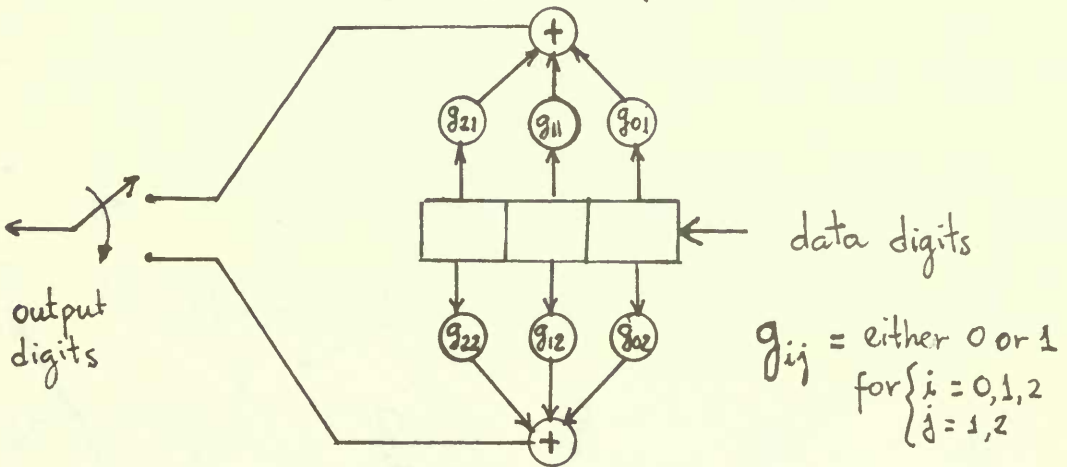 +
g21 g11 g01
data digits
output
digits
g22 g12 g02
gij = either 0 or 1
for { i = 0,1,2
j = 1,2
+